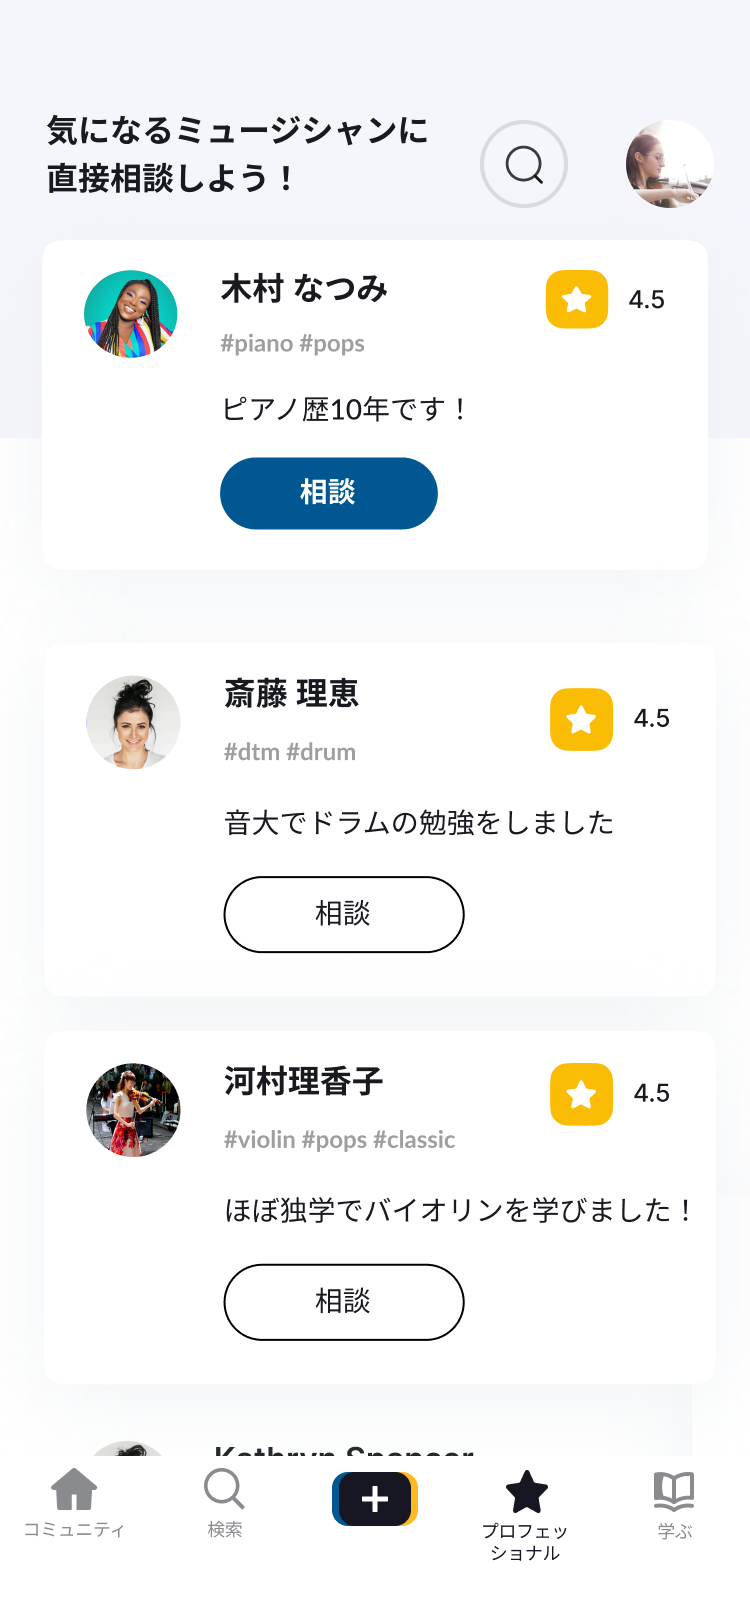 気になるミュージシャンに
直接相談しよう！
木村 なつみ
4.5
#piano #pops
ピアノ歴10年です！
相談
斎藤 理恵
4.5
#dtm #drum
音大でドラムの勉強をしました
相談
河村理香子
4.5
#violin #pops #classic
ほぼ独学でバイオリンを学びました！
相談
Kathryn Spencer
コミュニティ
検索
プロフェッ
ショナル
学ぶ